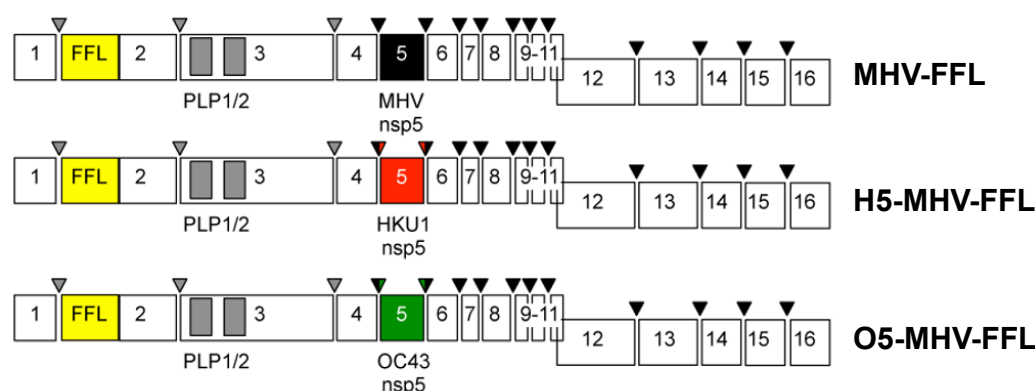 1 FFL 2 3 4 5 6 7 8 9-11 12 13 14 15 16 MHV-FFL
PLP1/2 MHV
nsp5
1 FFL 2 3 4 5 6 7 8 9-11 12 13 14 15 16 H5-MHV-FFL
PLP1/2 HKU1
nsp5
1 FFL 2 3 4 5 6 7 8 9-11 12 13 14 15 16 O5-MHV-FFL
PLP1/2 OC43
nsp5